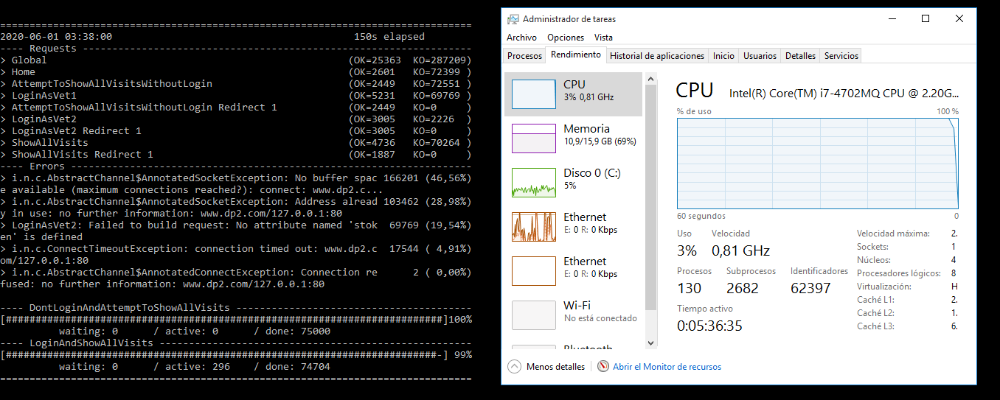 ================================================================================
2020-06-01 03:38:00                                         150s elapsed
---- Requests ------------------------------------------------------------------
> Global                                                   (OK=25363  KO=287209)
> Home                                                     (OK=2601   KO=72399 )
> AttemptToShowAllVisitsWithoutLogin                       (OK=2449   KO=72551 )
> LoginAsVet1                                              (OK=5231   KO=69769 )
> AttemptToShowAllVisitsWithoutLogin Redirect 1            (OK=2449   KO=0     )
> LoginAsVet2                                              (OK=3005   KO=2226  )
> LoginAsVet2 Redirect 1                                   (OK=3005   KO=0     )
> ShowAllVisits                                            (OK=4736   KO=70264 )
> ShowAllVisits Redirect 1                                 (OK=1887   KO=0     )
---- Errors --------------------------------------------------------------------
> i.n.c.AbstractChannel$AnnotatedSocketException: No buffer spac 166201 (46,56%)
e available (maximum connections reached?): connect: www.dp2.c...
> i.n.c.AbstractChannel$AnnotatedSocketException: Address alread 103462 (28,98%)
y in use: no further information: www.dp2.com/127.0.0.1:80
> LoginAsVet2: Failed to build request: No attribute named 'stok  69769 (19,54%)
en' is defined
> i.n.c.ConnectTimeoutException: connection timed out: www.dp2.c  17544 ( 4,91%)
om/127.0.0.1:80
> i.n.c.AbstractChannel$AnnotatedConnectException: Connection re      2 ( 0,00%)
fused: no further information: www.dp2.com/127.0.0.1:80
---- DontLoginAndAttemptToShowAllVisits ----------------------------------------
[##########################################################################]100%
          waiting: 0      / active: 0      / done: 75000
---- LoginAndShowAllVisits -----------------------------------------------------
[#########################################################################-] 99%
          waiting: 0      / active: 296    / done: 74704
================================================================================
Administrador de tareas
Archivo Opciones Vista
Procesos Rendimiento Historial de aplicaciones Inicio Usuarios Detalles Servicios
CPU
3% 0,81 GHz
Memoria
10,9/15,9 GB (69%)
Disco 0 (C:)
5%
Ethernet
E: 0 R: 0 Kbps
Ethernet
E: 0 R: 0 Kbps
Wi-Fi
No está conectado
Bluetooth
CPU Intel(R) Core(TM) i7-4702MQ CPU @ 2.20G...
% de uso 100 %
60 segundos 0
Uso Velocidad
3% 0,81 GHz
Procesos Subprocesos Identificadores
130 2682 62397
Tiempo activo
0:05:36:35
Velocidad máxima: 2.
Sockets: 1
Núcleos: 4
Procesadores lógicos: 8
Virtualización: H
Caché L1: 2.
Caché L2: 1.
Caché L3: 6.
Menos detalles Abrir el Monitor de recursos